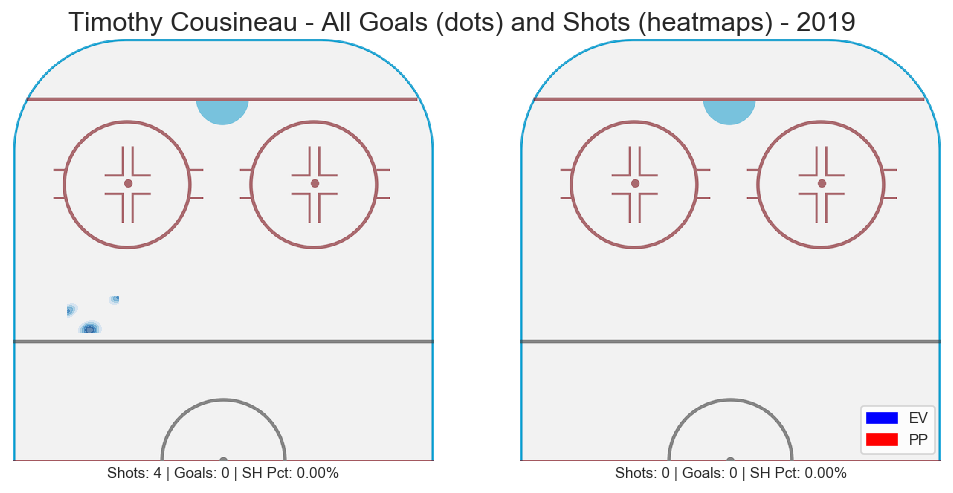 Timothy Cousineau - All Goals (dots) and Shots (heatmaps) - 2019
EV
PP
Shots: 4 | Goals: 0 | SH Pct: 0.00%
Shots: 0 | Goals: 0 | SH Pct: 0.00%